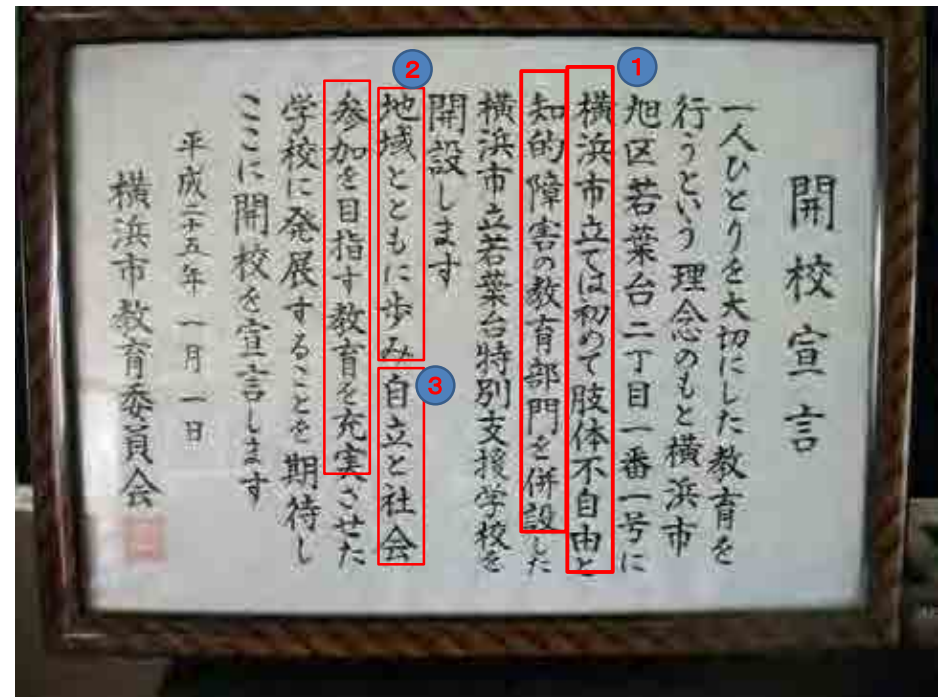 開校宣言
一人ひとりを大切にした教育を
行うという理念のもと横浜市
旭区若葉台二丁目一番一号に
横浜市立では初めて肢体不自由と
知的障害の教育部門を併設した
横浜市立若葉台特別支援学校を
開設します
地域とともに歩み自立と社会
参加を目指す教育を充実させた
学校に発展することを期待し
ここに開校を宣言します
平成二十五年一月一日
横浜市教育委員会
1
2
3